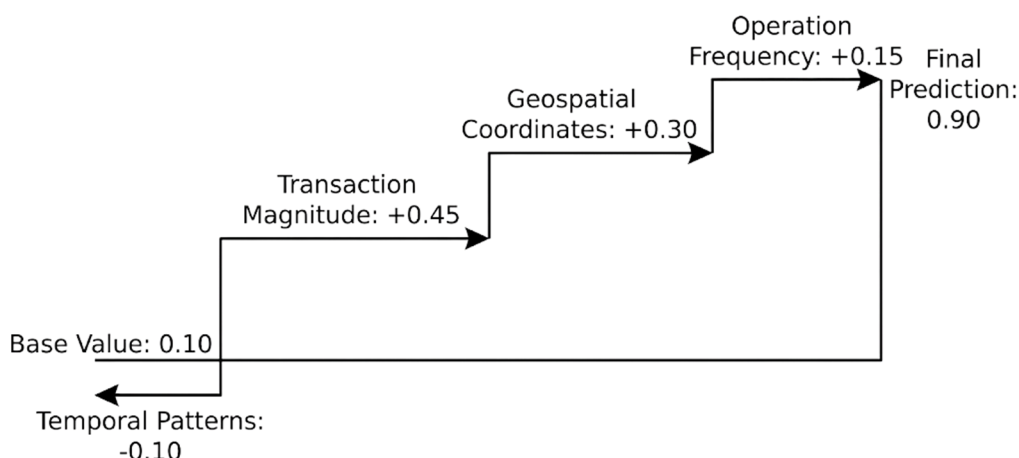 Operation
Frequency: +0.15
Final
Prediction:
0.90
Geospatial
Coordinates: +0.30
Transaction
Magnitude: +0.45
Base Value: 0.10
Temporal Patterns:
-0.10